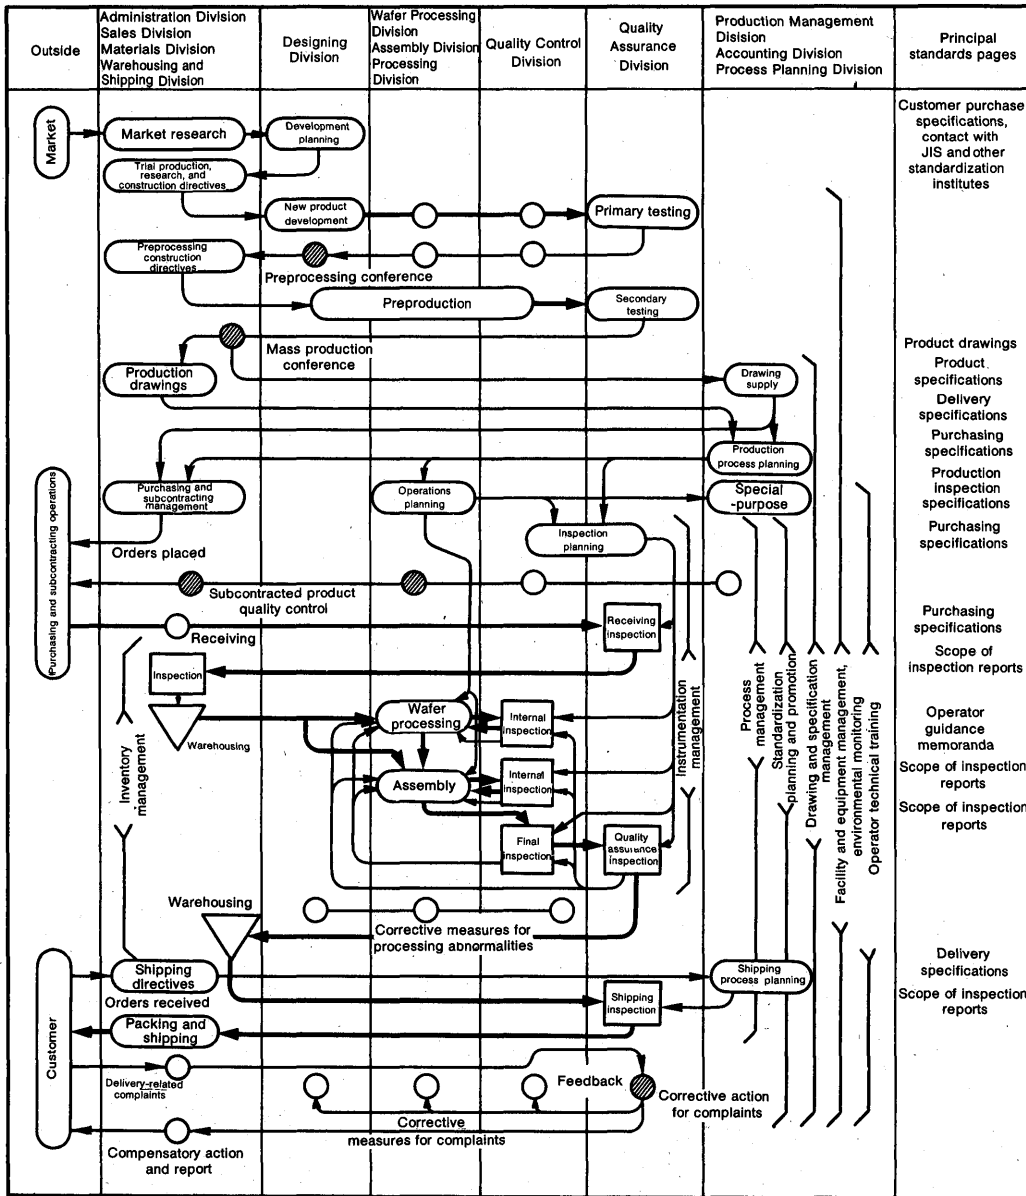 Outside
Administration Division
Sales Division
Materials Division
Warehousing and
Shipping Division
Designing
Division
Wafer Processing
Division
Assembly Division
Processing
Division
Quality Control
Division
Quality
Assurance
Division
Production Management
Dision
Accounting Division
Process Planning Division
Principal
standards pages
Market
Market research
Development
planning
Customer purchase
specifications,
contact with
JIS and other
standardization
institutes
Trial production,
research, and
construction directives
New product
development
Primary testing
Preprocessing
construction
directives
Preprocessing conference
Preproduction
Secondary
testing
Mass production
conference
Product drawings
Production
drawings
Drawing
supply
Product
specifications
Delivery
specifications
Purchasing
specifications
Production
process planning
Purchasing and subcontracting operations
Purchasing and
subcontracting
management
Operations
planning
Special
-purpose
Production
inspection
specifications
Inspection
planning
Purchasing
specifications
Orders placed
Subcontracted product
quality control
Receiving
Receiving
inspection
Purchasing
specifications
Scope of
inspection reports
Inspection
Warehousing
Wafer
processing
Internal
inspection
Operator
guidance
memoranda
Assembly
Internal
inspection
Scope of inspection
reports
Final
inspection
Quality
assurance
inspection
Scope of inspection
reports
Inventory
management
Instrumentation
management
Process
management
Standardization
planning and promotion
Drawing and specification
management
Facility and equipment management,
environmental monitoring
Operator technical training
Warehousing
Corrective measures for
processing abnormalities
Customer
Shipping
directives
Orders received
Shipping
process planning
Delivery
specifications
Shipping
inspection
Scope of inspection
reports
Packing and
shipping
Delivery-related
complaints
Feedback
Corrective action
for complaints
Corrective
measures for complaints
Compensatory action
and report